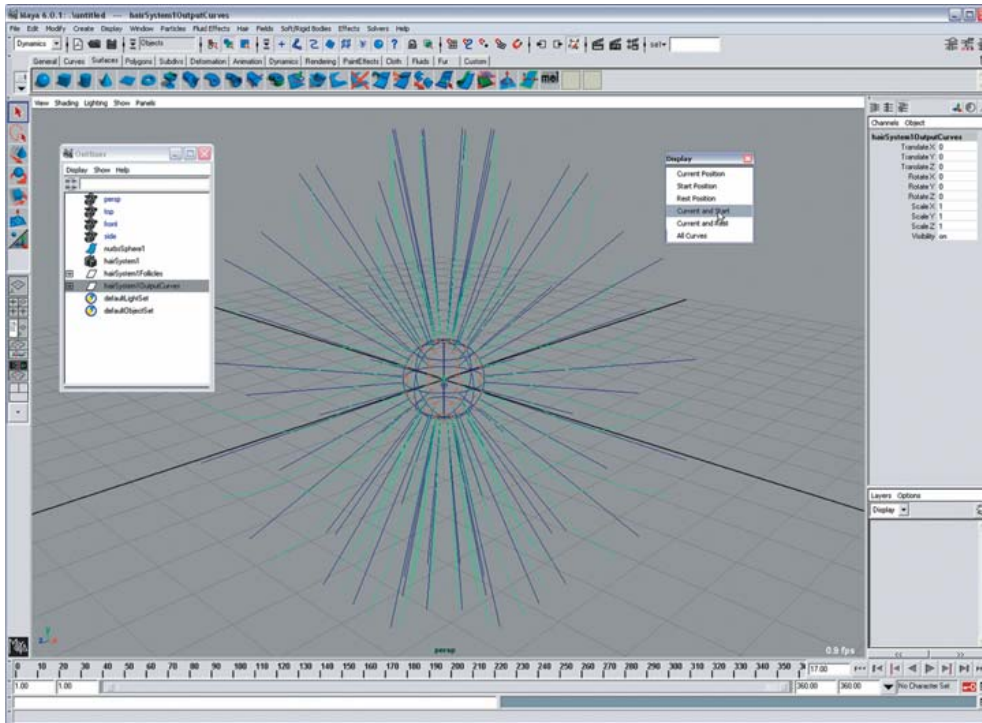 Maya 6.0.1: .\untitled --- hairSystem1OutputCurves
File Edit Modify Create Display Window Particles Fluid Effects Hair Fields Soft/Rigid Bodies Effects Solvers Help
Dynamics Objects sel*
General Curves Surfaces Polygons Subdivs Deformation Animation Dynamics Rendering PaintEffects Cloth Fluids Fur Custom
mel
View Shading Lighting Show Panels
Outliner
Display Show Help
persp
top
front
side
nurbsSphere1
hairSystem1
hairSystem1Follicles
hairSystem1OutputCurves
defaultLightSet
defaultObjectSet
Display
Current Position
Start Position
Rest Position
Current and Start
Current and Rest
All Curves
Channels Object
hairSystem1OutputCurves
Translate X 0
Translate Y 0
Translate Z 0
Rotate X 0
Rotate Y 0
Rotate Z 0
Scale X 1
Scale Y 1
Scale Z 1
Visibility on
Layers Options
Display
persp
0.9 fps
0 10 20 30 40 50 60 70 80 90 100 110 120 130 140 150 160 170 180 190 200 210 220 230 240 250 260 270 280 290 300 310 320 330 340 350 17.00
1.00 1.00 360.00 360.00 No Character Set